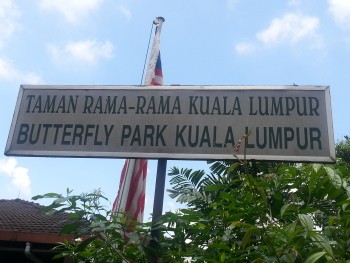 TAMAN RAMA-RAMA KUALA LUMPUR
BUTTERFLY PARK KUALA LUMPUR